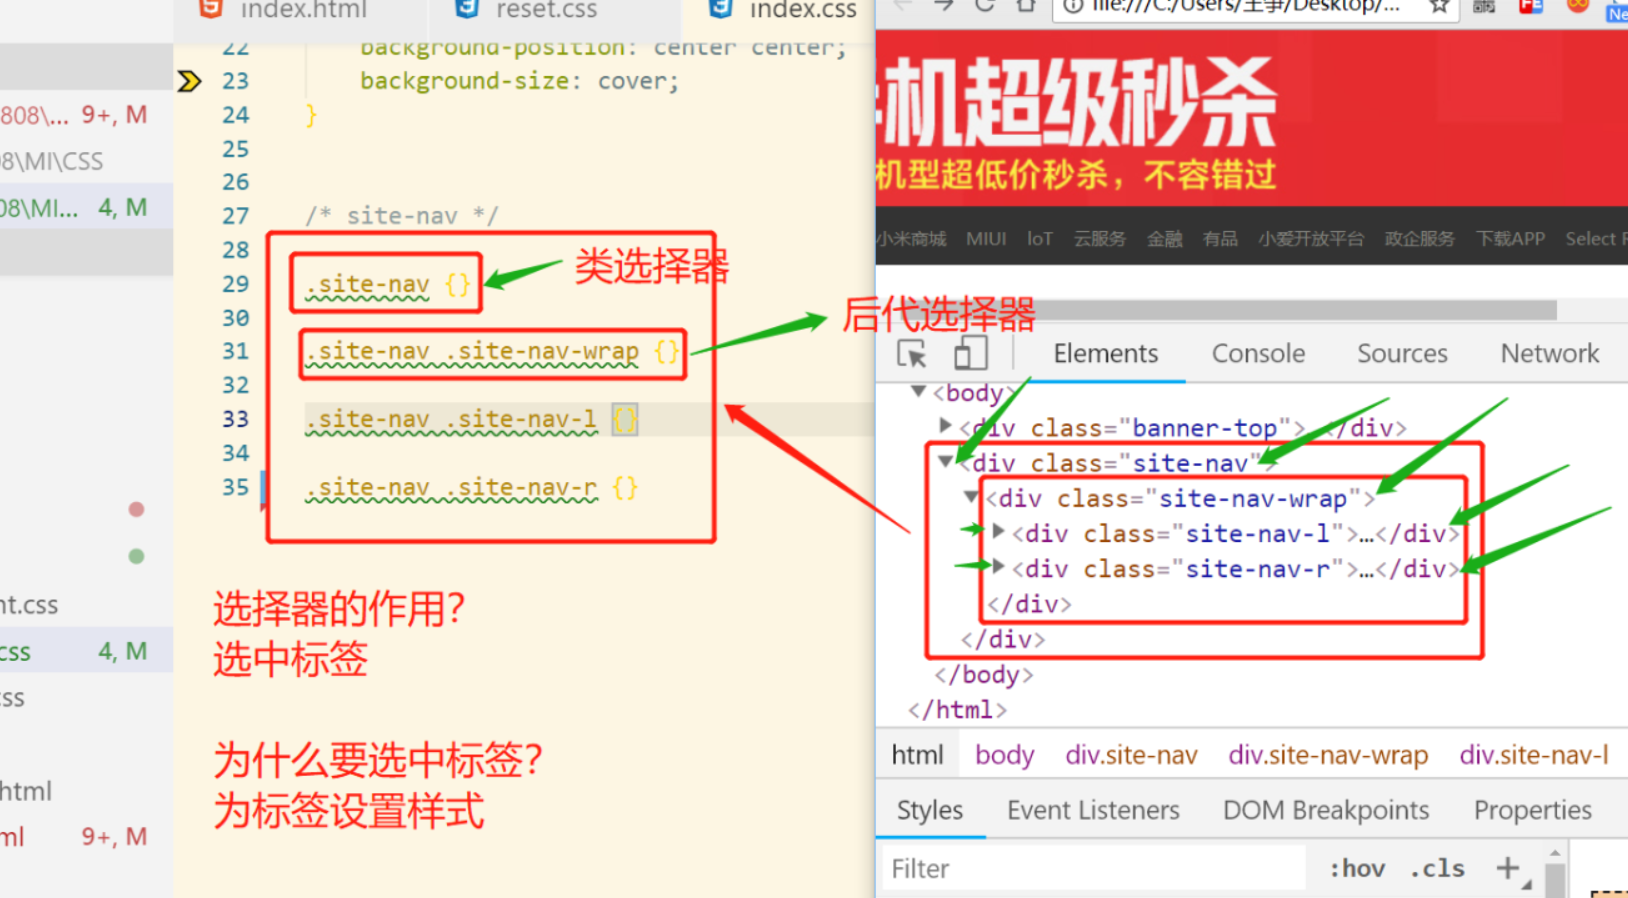 index.html
reset.css
index.css
808\... 9+, M
08\MI\CSS
08\MI... 4, M
nt.css
css 4, M
css
html
ml 9+, M
22 background-position: center center;
23 background-size: cover;
24 }
25
26
27 /* site-nav */
28
29 .site-nav {}
类选择器
30
31 .site-nav .site-nav-wrap {}
后代选择器
32
33 .site-nav .site-nav-l {}
34
35 .site-nav .site-nav-r {}
选择器的作用?
选中标签
为什么要选中标签?
为标签设置样式
file:///C:/Users/王争/Desktop/...
机超级秒杀
机型超低价秒杀，不容错过
小米商城 MIUI IoT 云服务 金融 有品 小爱开放平台 政企服务 下载APP Select R
Elements Console Sources Network
<body>
<div class="banner-top">…</div>
<div class="site-nav">
<div class="site-nav-wrap">
<div class="site-nav-l">…</div>
<div class="site-nav-r">…</div>
</div>
</div>
</body>
</html>
html body div.site-nav div.site-nav-wrap div.site-nav-l
Styles Event Listeners DOM Breakpoints Properties
Filter :hov .cls +